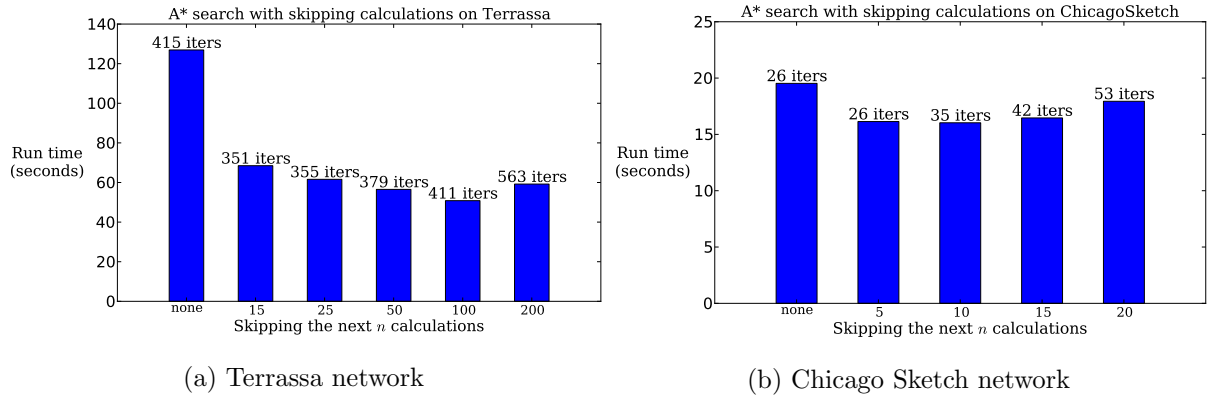 A* search with skipping calculations on Terrassa
140
120
100
80
60
40
20
0
Run time
(seconds)
415 iters
351 iters
355 iters
379 iters
411 iters
563 iters
none 15 25 50 100 200
Skipping the next n calculations
(a) Terrassa network
A* search with skipping calculations on ChicagoSketch
25
20
15
10
5
0
Run time
(seconds)
26 iters
26 iters
35 iters
42 iters
53 iters
none 5 10 15 20
Skipping the next n calculations
(b) Chicago Sketch network